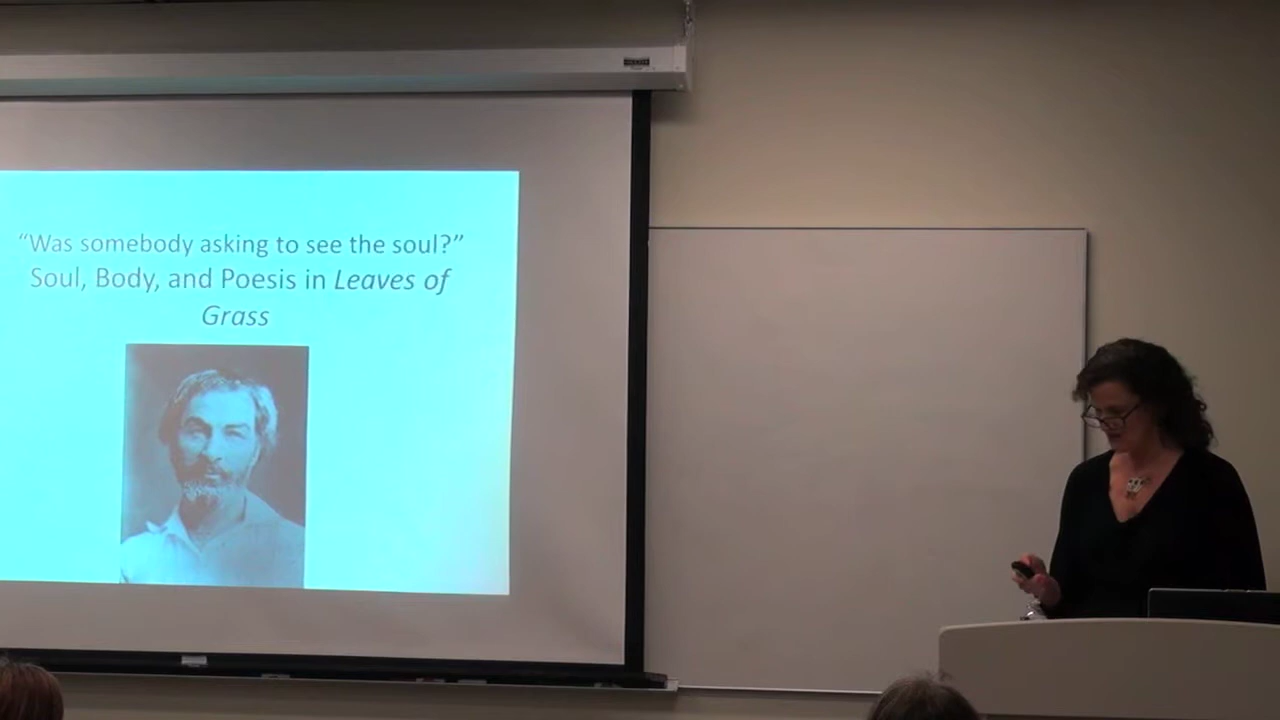 “Was somebody asking to see the soul?”
Soul, Body, and Poesis in Leaves of
Grass